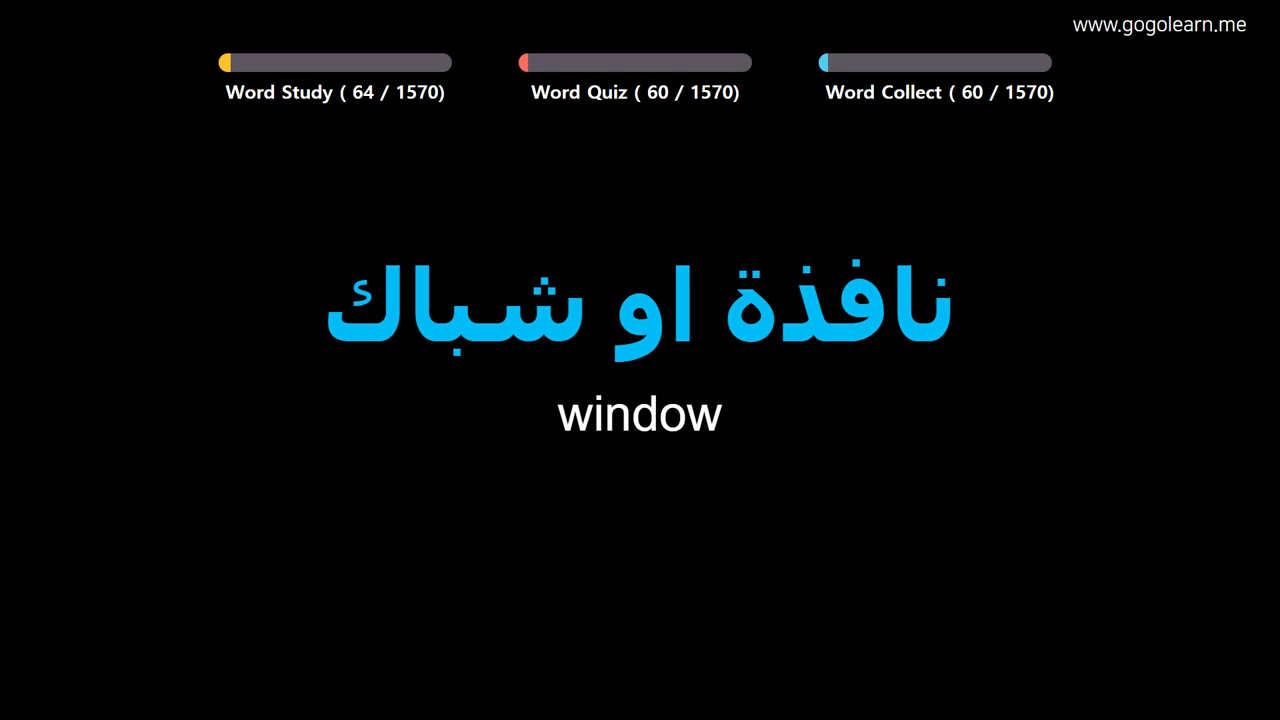 www.gogolearn.me
Word Study ( 64 / 1570)
Word Quiz ( 60 / 1570)
Word Collect ( 60 / 1570)
نافذة او شباك
window